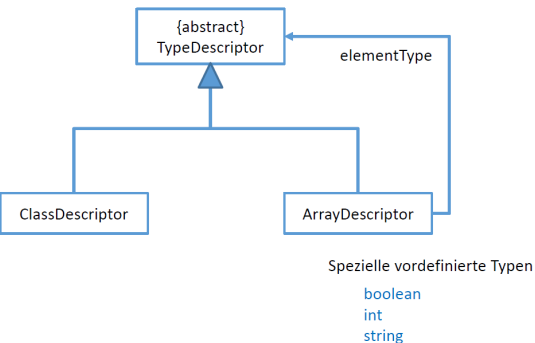 {abstract}
TypeDescriptor
elementType
ClassDescriptor
ArrayDescriptor
Spezielle vordefinierte Typen
boolean
int
string